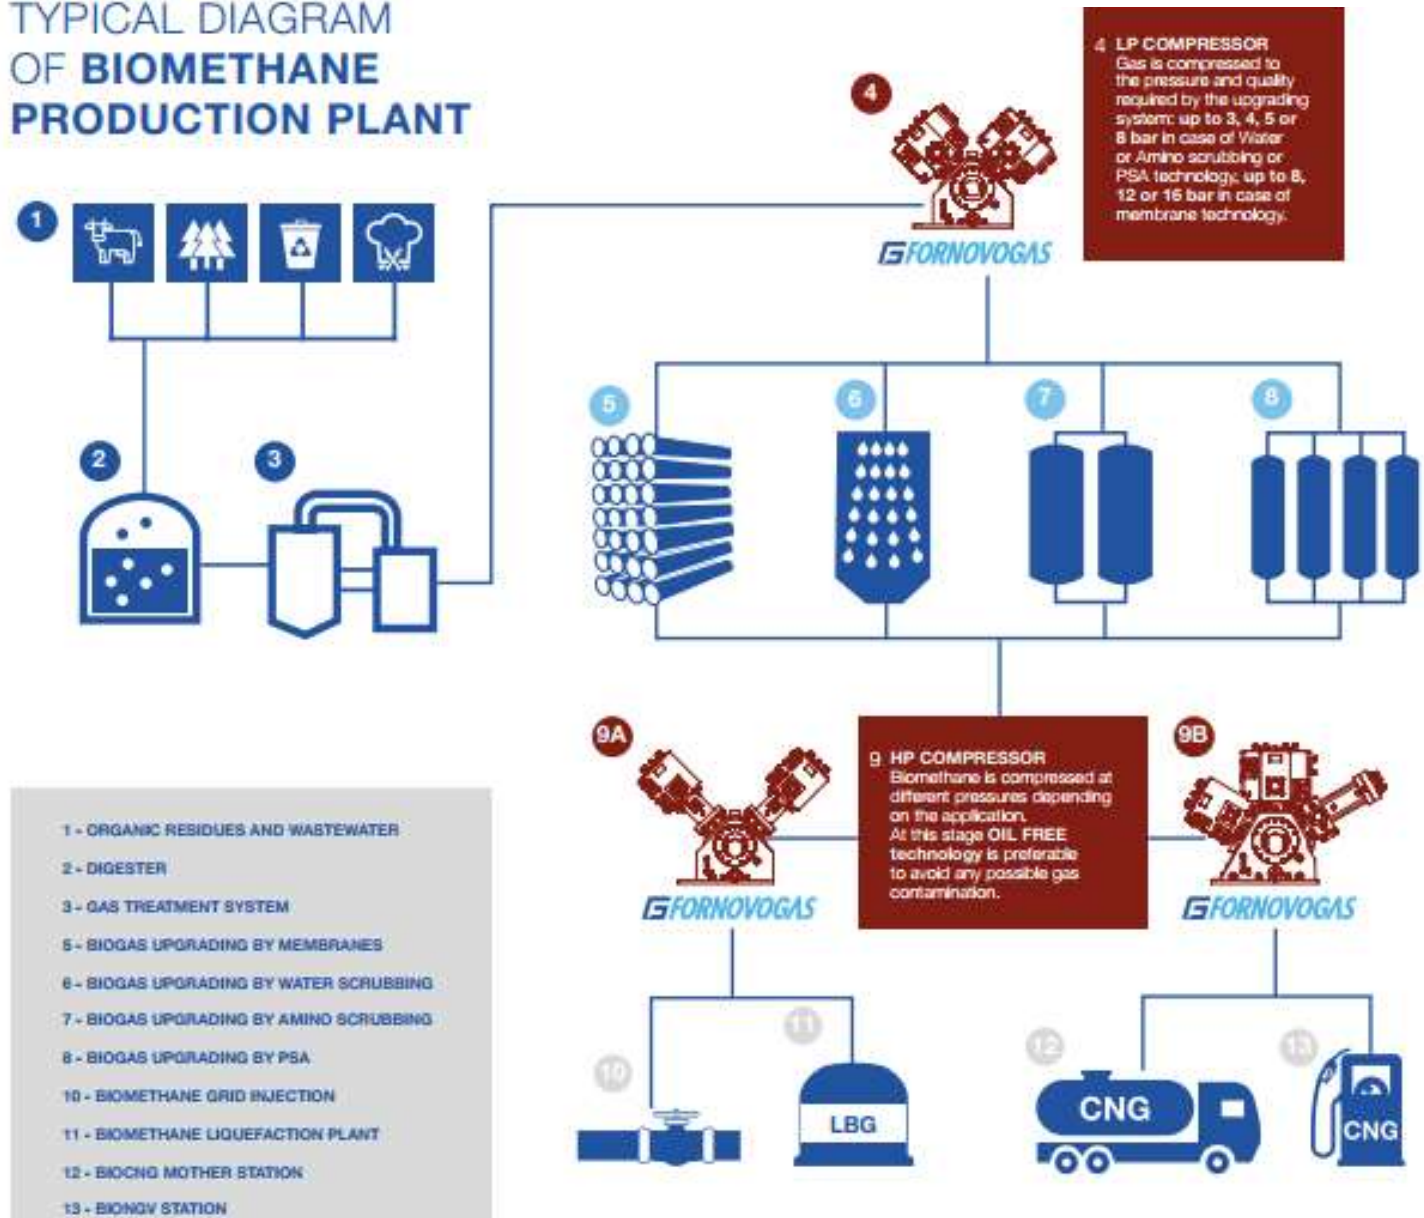 TYPICAL DIAGRAM
OF BIOMETHANE
PRODUCTION PLANT
4 LP COMPRESSOR
Gas is compressed to
the pressure and quality
required by the upgrading
system: up to 3, 4, 5 or
8 bar in case of Water
or Amino scrubbing or
PSA technology, up to 8,
12 or 16 bar in case of
membrane technology.
4
FORNOVOGAS
1
2
3
5
6
7
8
9A
9 HP COMPRESSOR
Biomethane is compressed at
different pressures depending
on the application.
At this stage OIL FREE
technology is preferable
to avoid any possible gas
contamination.
9B
FORNOVOGAS
FORNOVOGAS
10
11
LBG
12
CNG
13
CNG
1 - ORGANIC RESIDUES AND WASTEWATER
2 - DIGESTER
3 - GAS TREATMENT SYSTEM
5 - BIOGAS UPGRADING BY MEMBRANES
6 - BIOGAS UPGRADING BY WATER SCRUBBING
7 - BIOGAS UPGRADING BY AMINO SCRUBBING
8 - BIOGAS UPGRADING BY PSA
10 - BIOMETHANE GRID INJECTION
11 - BIOMETHANE LIQUEFACTION PLANT
12 - BIOCNG MOTHER STATION
13 - BIONGV STATION